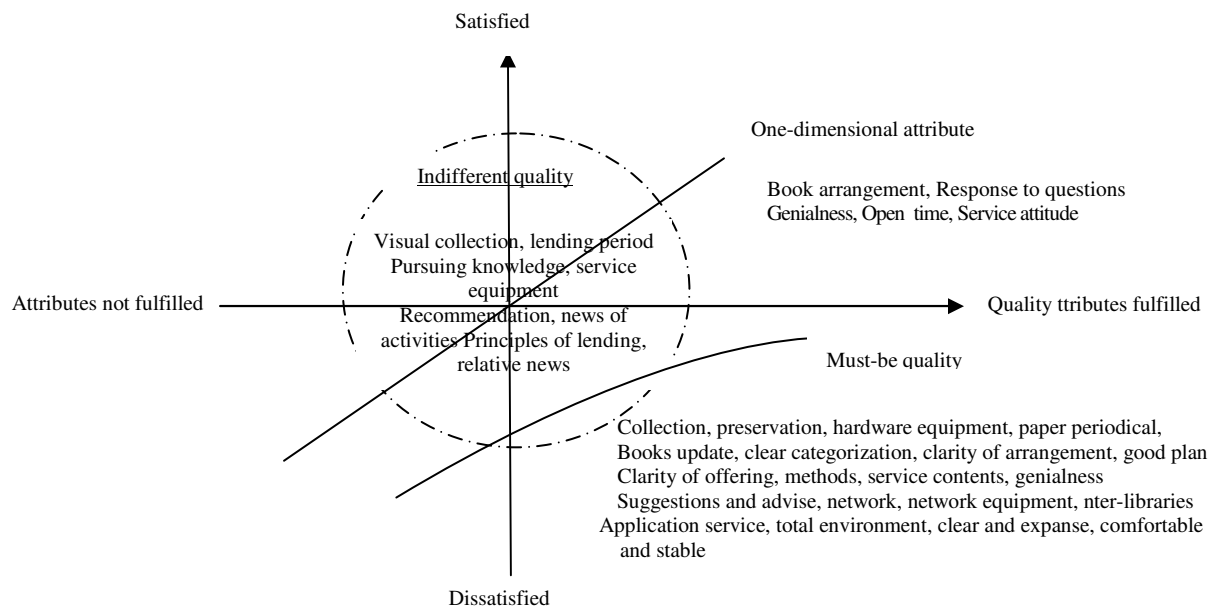 Satisfied
One-dimensional attribute
Indifferent quality
Book arrangement, Response to questions
Genialness, Open time, Service attitude
Visual collection, lending period
Pursuing knowledge, service
equipment
Attributes not fulfilled
Quality ttributes fulfilled
Recommendation, news of
activities Principles of lending,
relative news
Must-be quality
Collection, preservation, hardware equipment, paper periodical,
Books update, clear categorization, clarity of arrangement, good plan
Clarity of offering, methods, service contents, genialness
Suggestions and advise, network, network equipment, nter-libraries
Application service, total environment, clear and expanse, comfortable
and stable
Dissatisfied